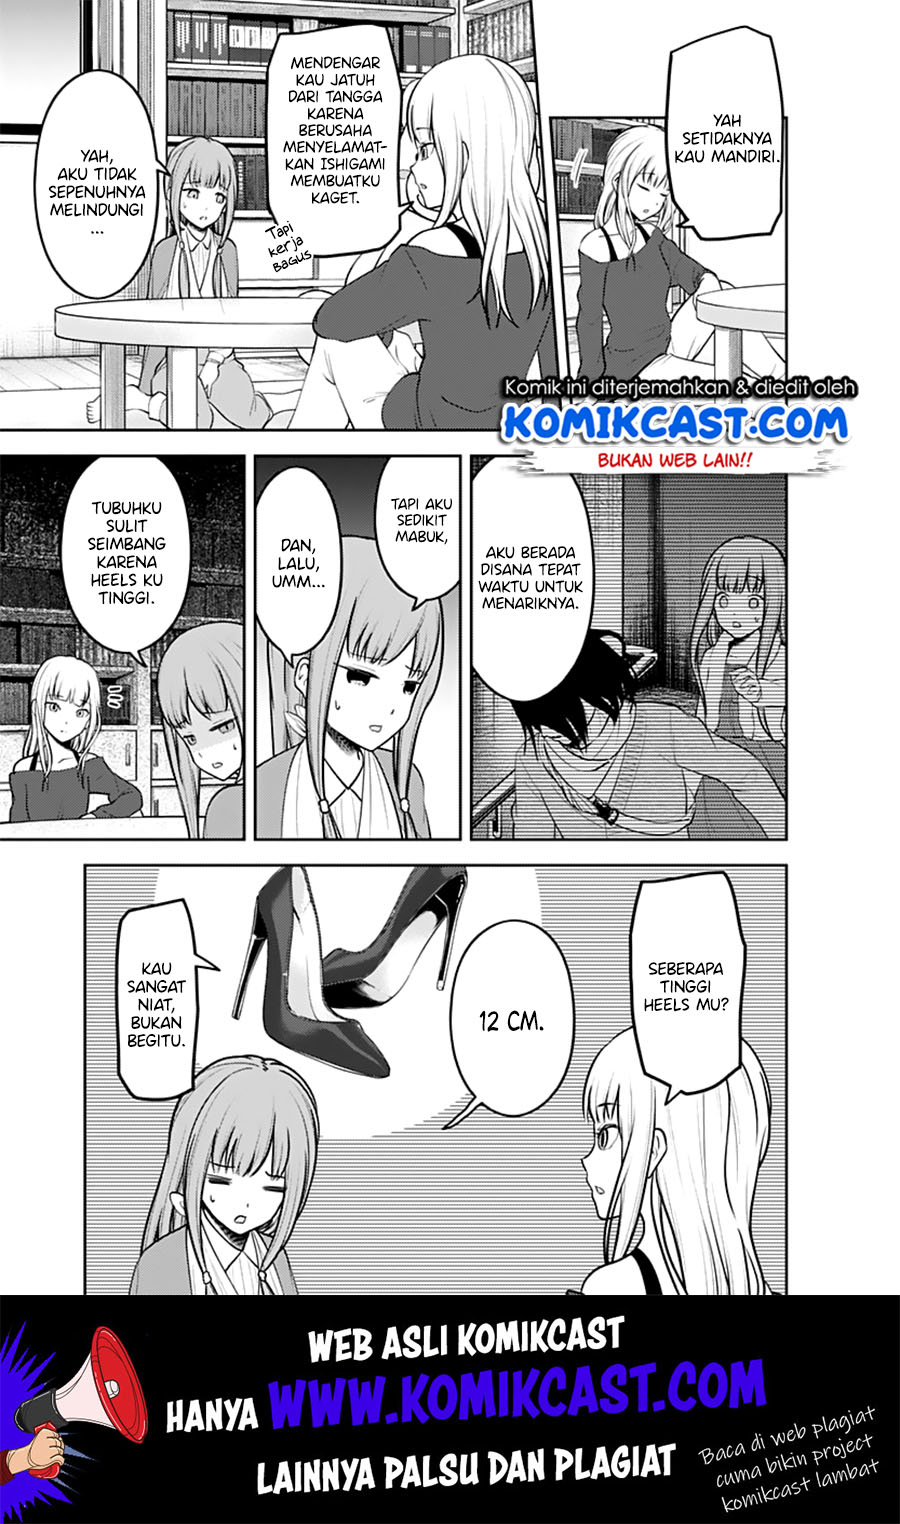 YAH
SETIDAKNYA
KAU MANDIRI.
MENDENGAR
KAU JATUH
DARI TANGGA
KARENA
BERUSAHA
MENYELAMAT-
KAN ISHIGAMI
MEMBUATKU
KAGET.
Tapi
kerja
Bagus
YAH,
AKU TIDAK
SEPENUHNYA
MELINDUNGI
...
Komik ini diterjemahkan & diedit oleh
KOMIKCAST.COM
BUKAN WEB LAIN!!
AKU BERADA
DISANA TEPAT
WAKTU UNTUK
MENARIKNYA.
TAPI AKU
SEDIKIT
MABUK,
DAN,
LALU,
UMM...
TUBUHKU
SULIT
SEIMBANG
KARENA
HEELS KU
TINGGI.
SEBERAPA
TINGGI
HEELS MU?
12 CM.
KAU
SANGAT
NIAT,
BUKAN
BEGITU.
WEB ASLI KOMIKCAST
HANYA WWW.KOMIKCAST.COM
LAINNYA PALSU DAN PLAGIAT
Baca di web plagiat
cuma bikin project
komikcast lambat